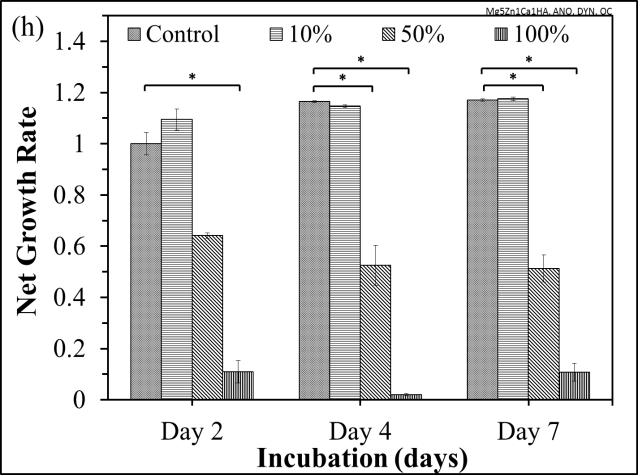 (h)
Mg5Zn1Ca1HA, ANO, DYN, OC
Control 10% 50% 100%
1.4
1.2
1
0.8
0.6
0.4
0.2
0
Net Growth Rate
* * * * *
Day 2 Day 4 Day 7
Incubation (days)